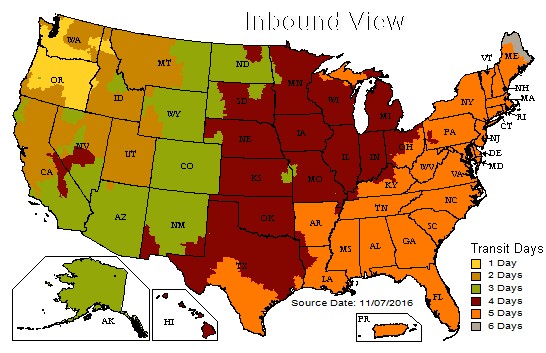 Inbound View
WA
OR
MT
ID
ND
MN
SD
WY
WI
MI
NY
VT
ME
NH
MA
RI
CT
PA
NJ
DE
MD
NV
UT
CO
NE
IA
IL
IN
OH
WV
VA
KY
CA
AZ
NM
KS
MO
OK
AR
TN
NC
SC
TX
LA
MS
AL
GA
FL
AK
HI
PR
Source Date: 11/07/2016
Transit Days
1 Day
2 Days
3 Days
4 Days
5 Days
6 Days